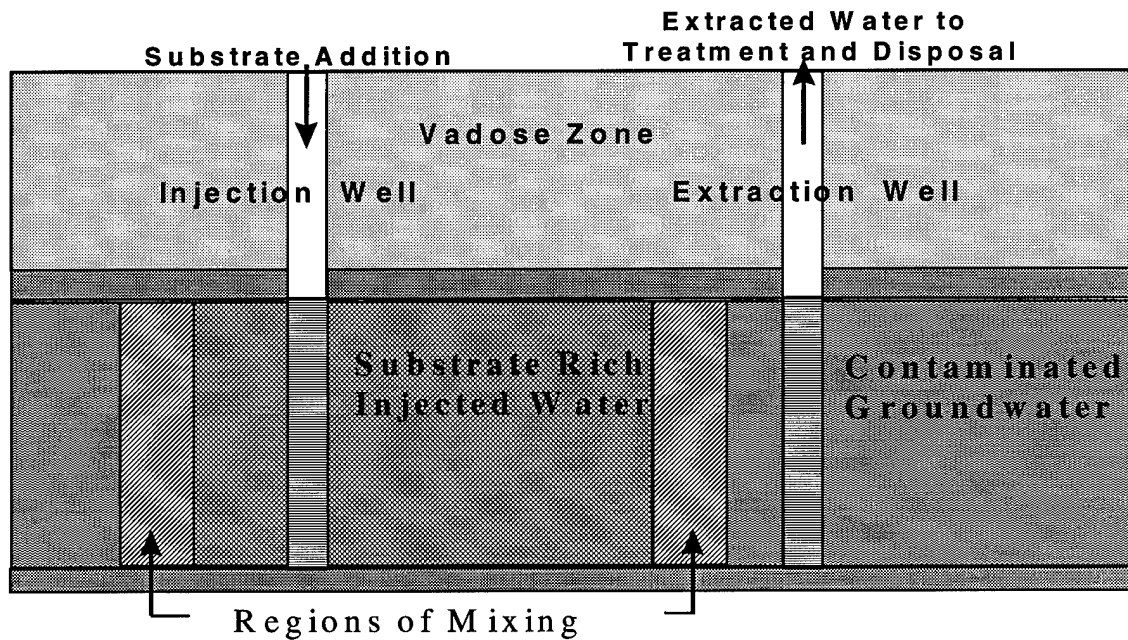 Extracted Water to
Treatment and Disposal
Substrate Addition
Vadose Zone
Injection Well
Extraction Well
Substrate Rich
Injected Water
Contaminated
Groundwater
Regions of Mixing